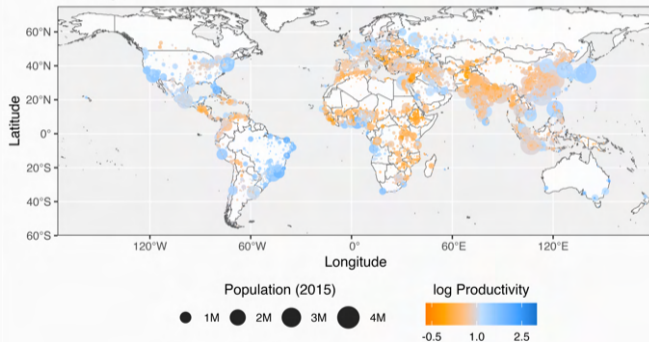 60°N
40°N
20°N
0°
20°S
40°S
60°S
Latitude
120°W 60°W 0° 60°E 120°E
Longitude
Population (2015) log Productivity
1M 2M 3M 4M
-0.5 1.0 2.5